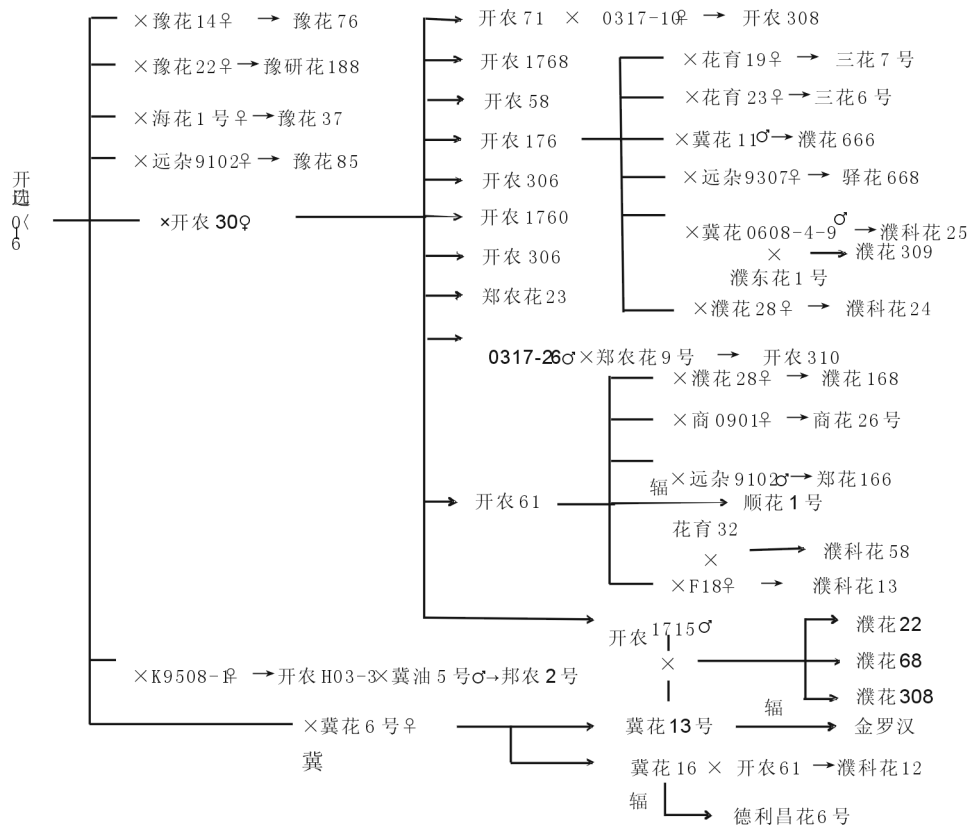 ×豫花14♀ → 豫花76
×豫花22♀ → 豫研花188
×海花1号♀ → 豫花37
×远杂9102♀ → 豫花85
开选016
×开农30♀
开农71 × 0317-10♀ → 开农308
开农1768
开农58
开农176
开农306
开农1760
开农306
郑农花23
×花育19♀ → 三花7号
×花育23♀ → 三花6号
×冀花11♂ → 濮花666
×远杂9307♀ → 驿花668
×冀花0608-4-9♂ → 濮科花25
× → 濮花309
濮东花1号
×濮花28♀ → 濮科花24
0317-26♂×郑农花9号 → 开农310
开农61
×濮花28♀ → 濮花168
×商0901♀ → 商花26号
×远杂9102♂ → 郑花166
辐 顺花1号
花育32
× 濮科花58
×F18♀ → 濮科花13
开农1715♂
×
濮花22
濮花68
濮花308
×K9508-1♀ → 开农H03-3×冀油5号♂→邦农2号
×冀花6号♀
冀
冀花13号
辐
金罗汉
冀花16 × 开农61 → 濮科花12
辐
德利昌花6号